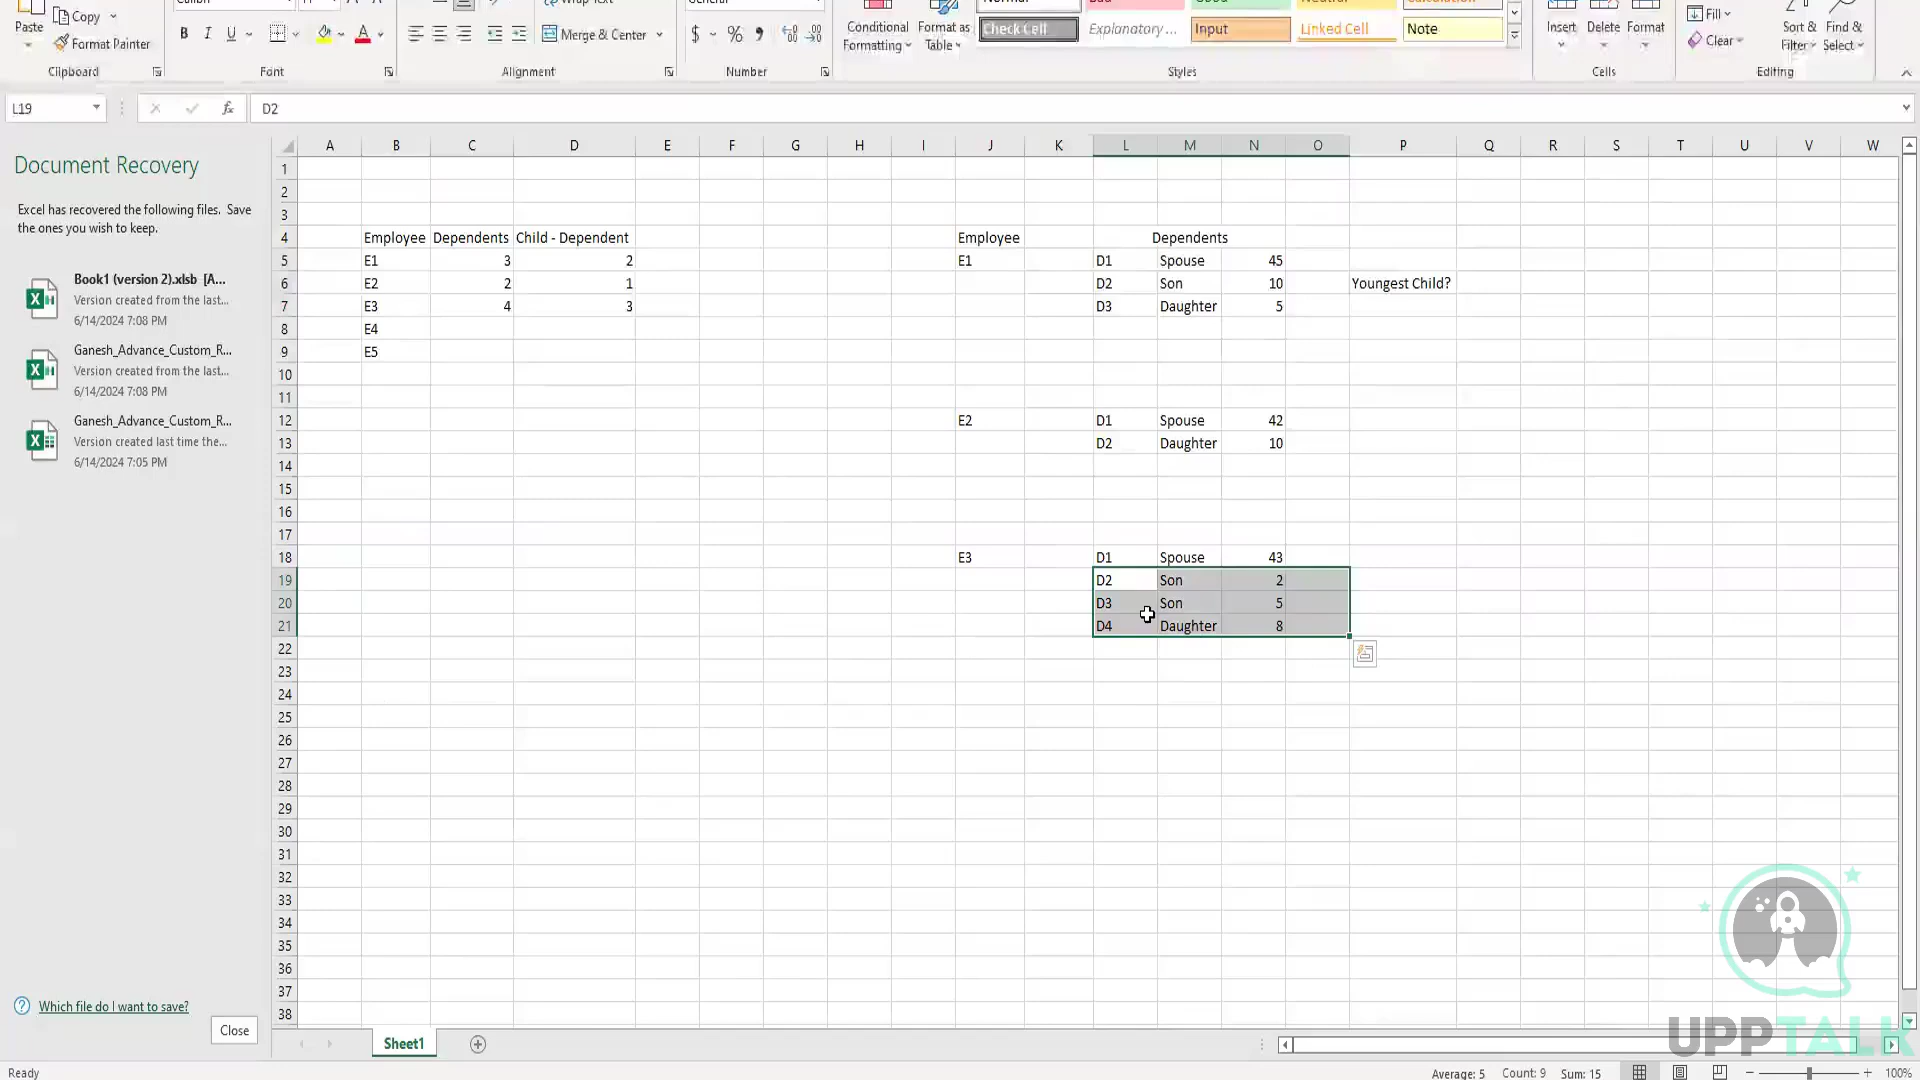 Paste
Copy
Format Painter
Clipboard
B I U A
Font
Wrap Text
Merge & Center
Alignment
General
$ % 9
Number
Conditional Formatting
Format as Table
Normal
Check Cell
Explanatory ...
Input
Linked Cell
Note
Styles
Insert Delete Format
Cells
Fill
Clear
Sort & Filter
Find & Select
Editing
L19 fx D2
Document Recovery
Excel has recovered the following files. Save
the ones you wish to keep.
Book1 (version 2).xlsb [A...
Version created from the last...
6/14/2024 7:08 PM
Ganesh_Advance_Custom_R...
Version created from the last...
6/14/2024 7:08 PM
Ganesh_Advance_Custom_R...
Version created last time the...
6/14/2024 7:05 PM
Which file do I want to save?
Close
A B C D E F G H I J K L M N O P Q R S T U V W
1
2
3
4 Employee Dependents Child - Dependent Employee Dependents
5 E1 3 2 E1 D1 Spouse 45
6 E2 2 1 D2 Son 10 Youngest Child?
7 E3 4 3 D3 Daughter 5
8 E4
9 E5
10
11
12 E2 D1 Spouse 42
13 D2 Daughter 10
14
15
16
17
18 E3 D1 Spouse 43
19 D2 Son 2
20 D3 Son 5
21 D4 Daughter 8
22
23
24
25
26
27
28
29
30
31
32
33
34
35
36
37
38
Sheet1
UPPTALK
Ready
Average: 5 Count: 9 Sum: 15 100%